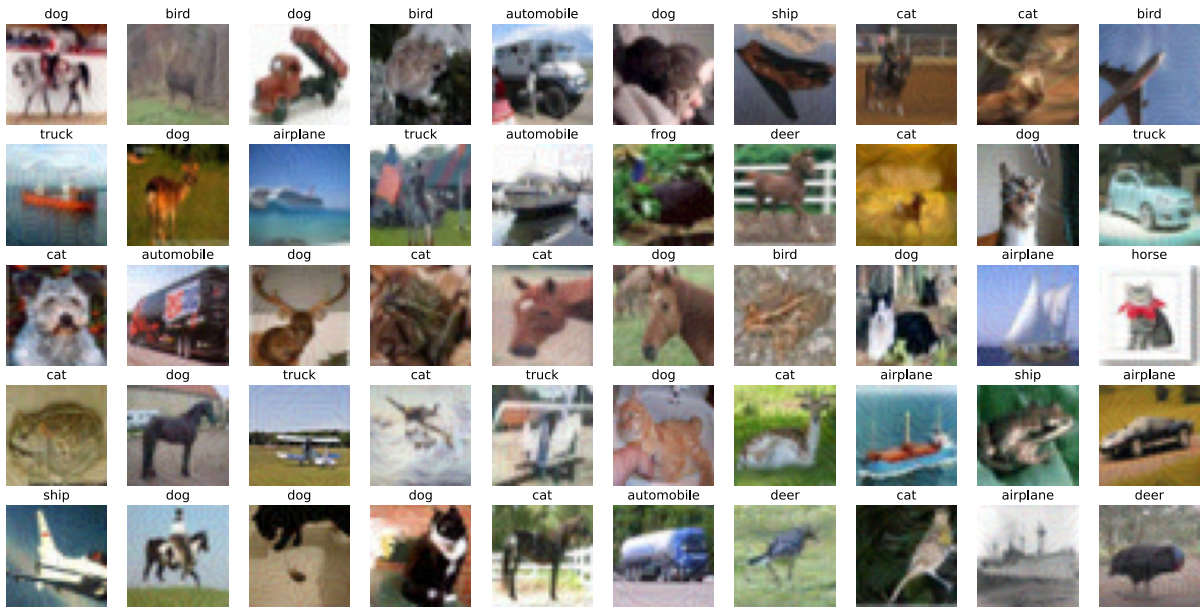 dog bird dog bird automobile dog ship cat cat bird
truck dog airplane truck automobile frog deer cat dog truck
cat automobile dog cat cat dog bird dog airplane horse
cat dog truck cat truck dog cat airplane ship airplane
ship dog dog dog cat automobile deer cat airplane deer